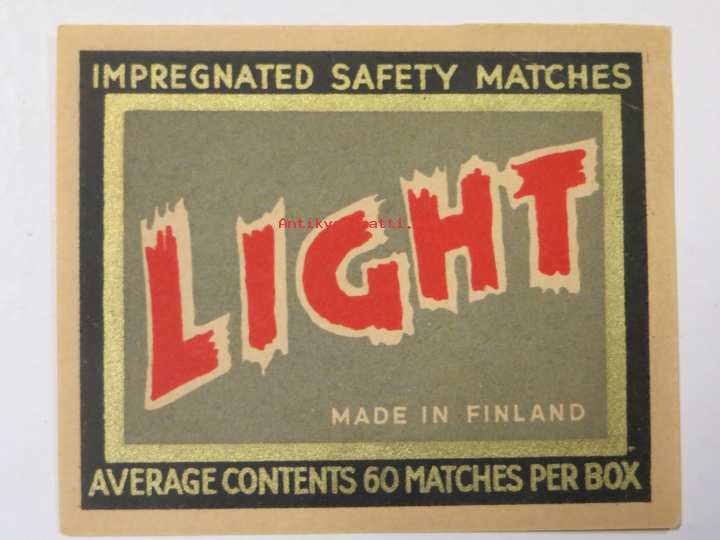 IMPREGNATED SAFETY MATCHES
LIGHT
MADE IN FINLAND
AVERAGE CONTENTS 60 MATCHES PER BOX